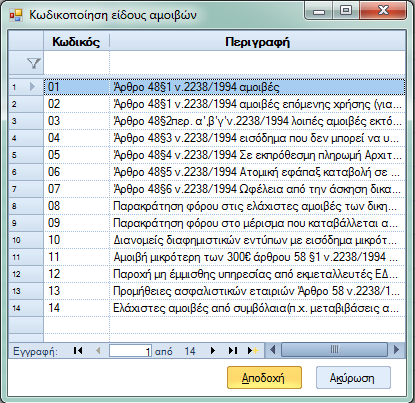 Κωδικοποίηση είδους αμοιβών
Κωδικός Περιγραφή
1 01 Άρθρο 48§1 ν.2238/1994 αμοιβές
2 02 Άρθρο 48§1 ν.2238/1994 αμοιβές επόμενης χρήσης (για...
3 03 Άρθρο 48§2περ. α',β'γ'ν.2238/1994 λοιπές αμοιβές εκτό...
4 04 Άρθρο 48§3 ν.2238/1994 εισόδημα που δεν μπορεί να υ...
5 05 Άρθρο 48§4 ν.2238/1994 Σε εκπρόθεσμη πληρωμή Αρχιτ...
6 06 Άρθρο 48§5 ν.2238/1994 Ατομική εφάπαξ καταβολή σε ...
7 07 Άρθρο 48§6 ν.2238/1994 Ωφέλεια από την άσκηση δικα...
8 08 Παρακράτηση φόρου στις ελάχιστες αμοιβές των δικη...
9 09 Παρακράτηση φόρου στο μέρισμα που καταβάλλεται α...
10 10 Διανομείς διαφημιστικών εντύπων με εισόδημα μικρότ...
11 11 Αμοιβή μικρότερη των 300€ άρθρου 58 §1 ν.2238/1994 ...
12 12 Παροχή μη έμμισθης υπηρεσίας από εκμεταλλευτές ΕΔ...
13 13 Προμήθειες ασφαλιστικών εταιριών Άρθρο 58 ν.2238/1...
14 14 Ελάχιστες αμοιβές από συμβόλαια(π.χ. μεταβιβάσεις α...
Εγγραφή: 1 από 14
Αποδοχή Ακύρωση